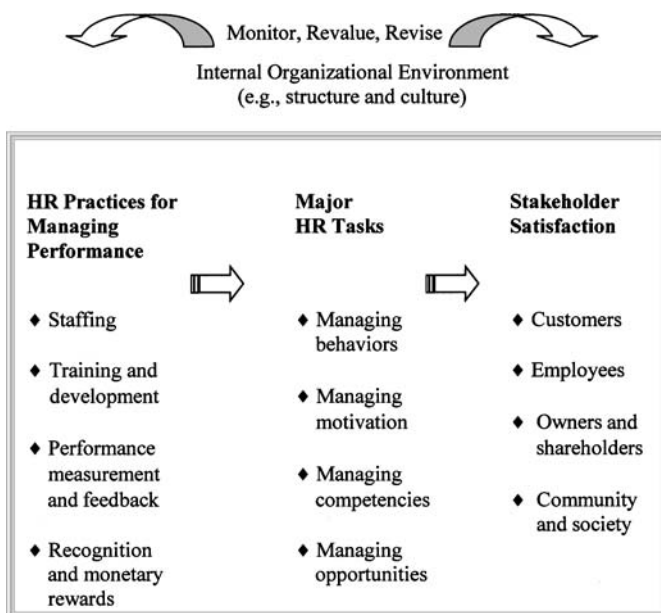 Monitor, Revalue, Revise
Internal Organizational Environment
(e.g., structure and culture)
HR Practices for
Managing
Performance
♦ Staffing
♦ Training and
development
♦ Performance
measurement
and feedback
♦ Recognition
and monetary
rewards
Major
HR Tasks
♦ Managing
behaviors
♦ Managing
motivation
♦ Managing
competencies
♦ Managing
opportunities
Stakeholder
Satisfaction
♦ Customers
♦ Employees
♦ Owners and
shareholders
♦ Community
and society